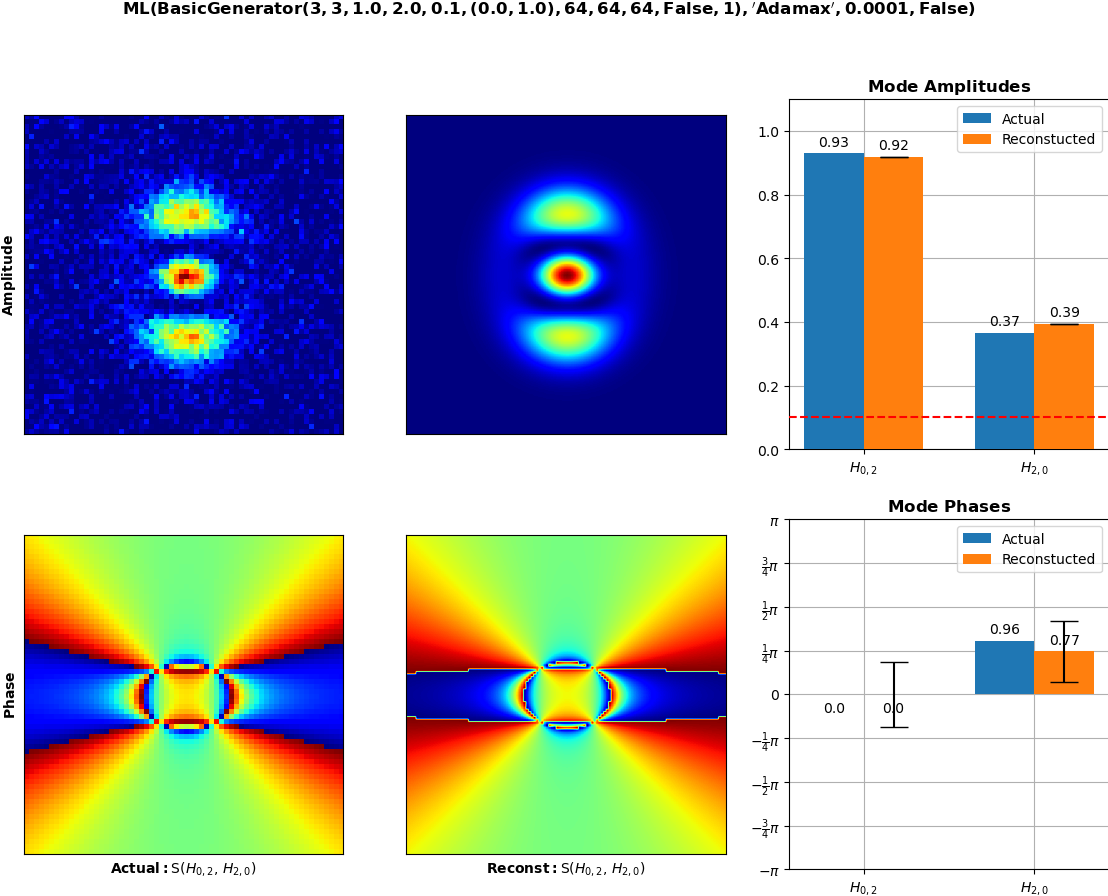 ML(BasicGenerator(3, 3, 1.0, 2.0, 0.1, (0.0, 1.0), 64, 64, 64, False, 1), 'Adamax', 0.0001, False)
Amplitude
Mode Amplitudes
Actual
Reconstucted
1.0
0.8
0.6
0.4
0.2
0.0
0.93
0.92
0.37
0.39
H0, 2
H2, 0
Phase
Actual: S(H0, 2, H2, 0)
Reconst: S(H0, 2, H2, 0)
Mode Phases
Actual
Reconstucted
π
3/4π
1/2π
1/4π
0
−1/4π
−1/2π
−3/4π
−π
0.0
0.0
0.96
0.77
H0, 2
H2, 0